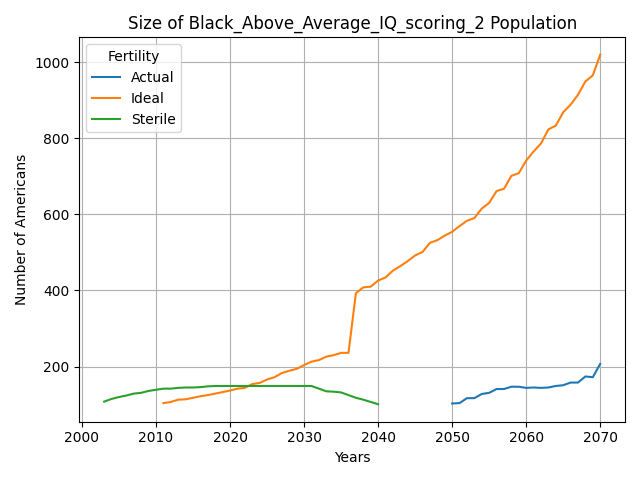 Size of Black_Above_Average_IQ_scoring_2 Population
Fertility
Actual
Ideal
Sterile
Number of Americans
1000
800
600
400
200
2000 2010 2020 2030 2040 2050 2060 2070
Years